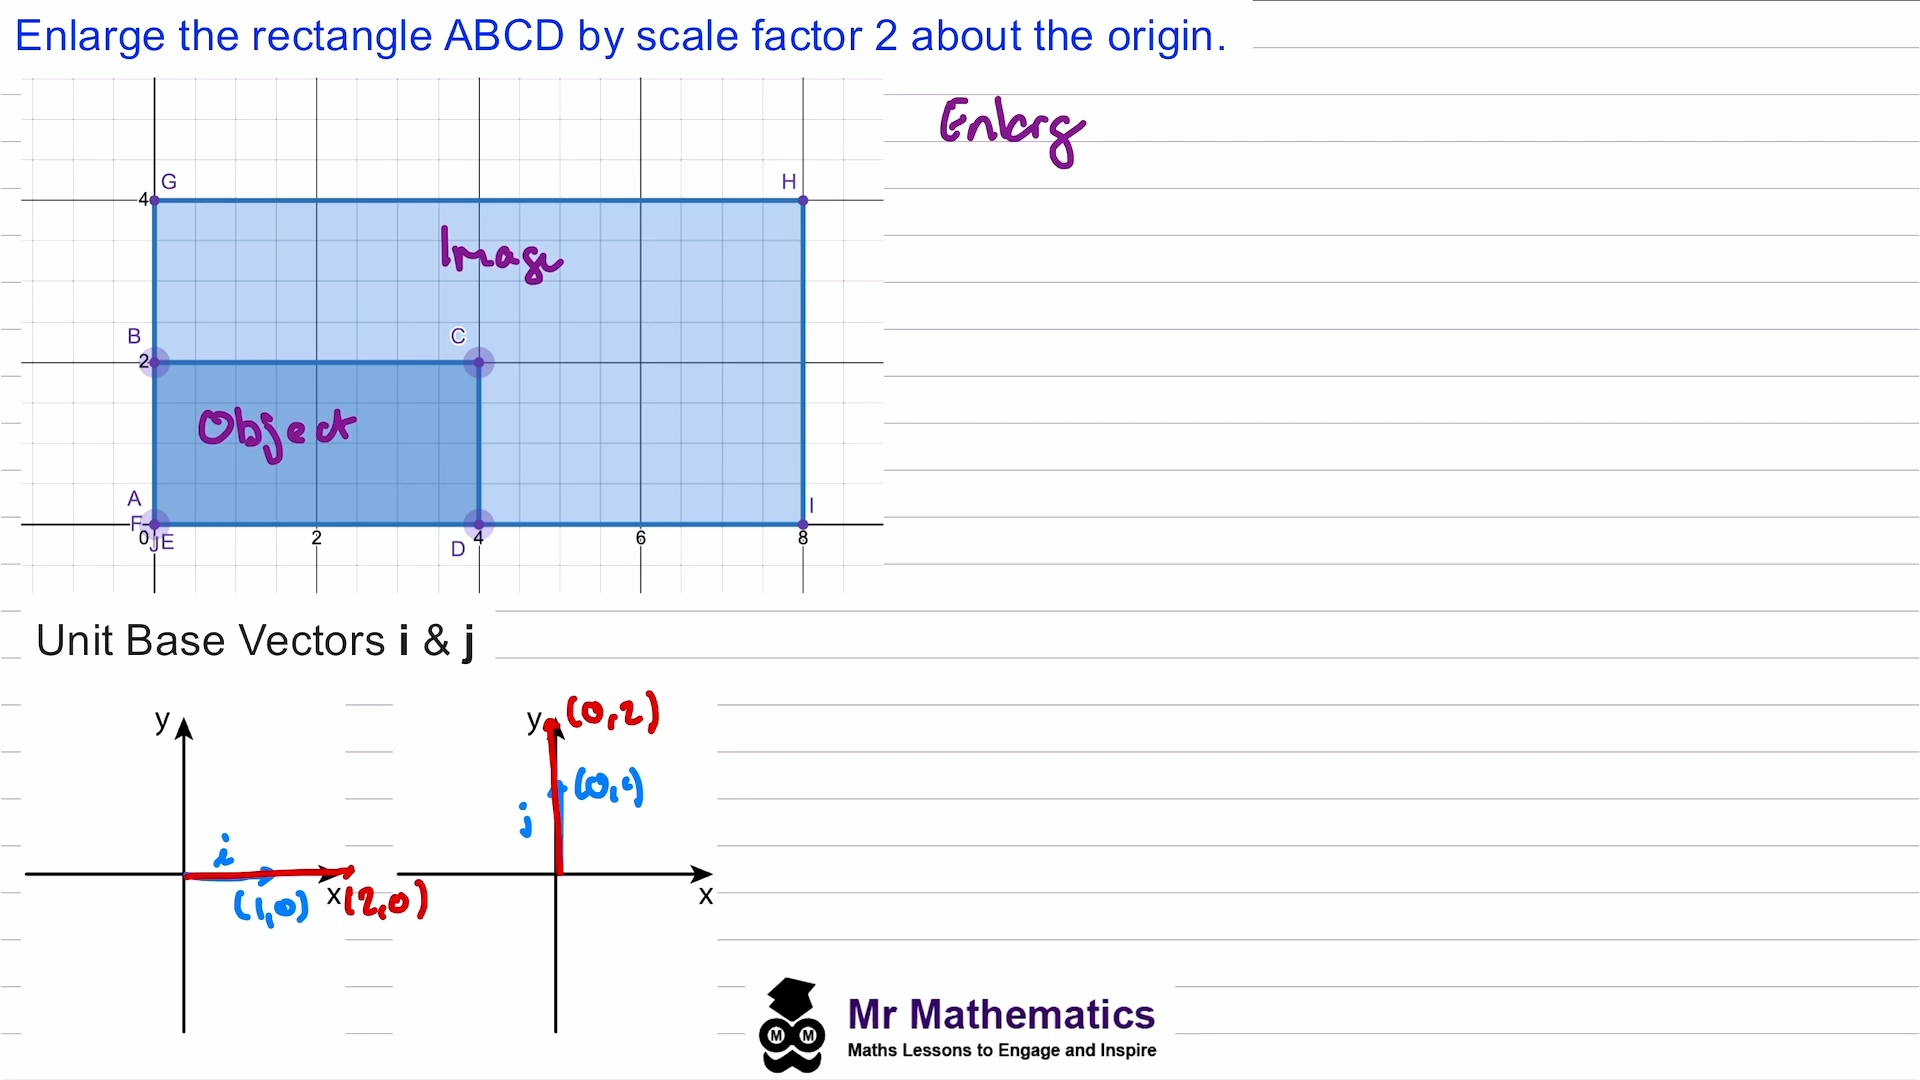 Enlarge the rectangle ABCD by scale factor 2 about the origin.
Enlarg
G
H
4
Image
B
C
2
Object
A
I
F
0
JE
2
D
4
6
8
Unit Base Vectors i & j
y
y
(0,2)
(0,1)
j
i
(1,0)
x
(2,0)
x
M M
Mr Mathematics
Maths Lessons to Engage and Inspire